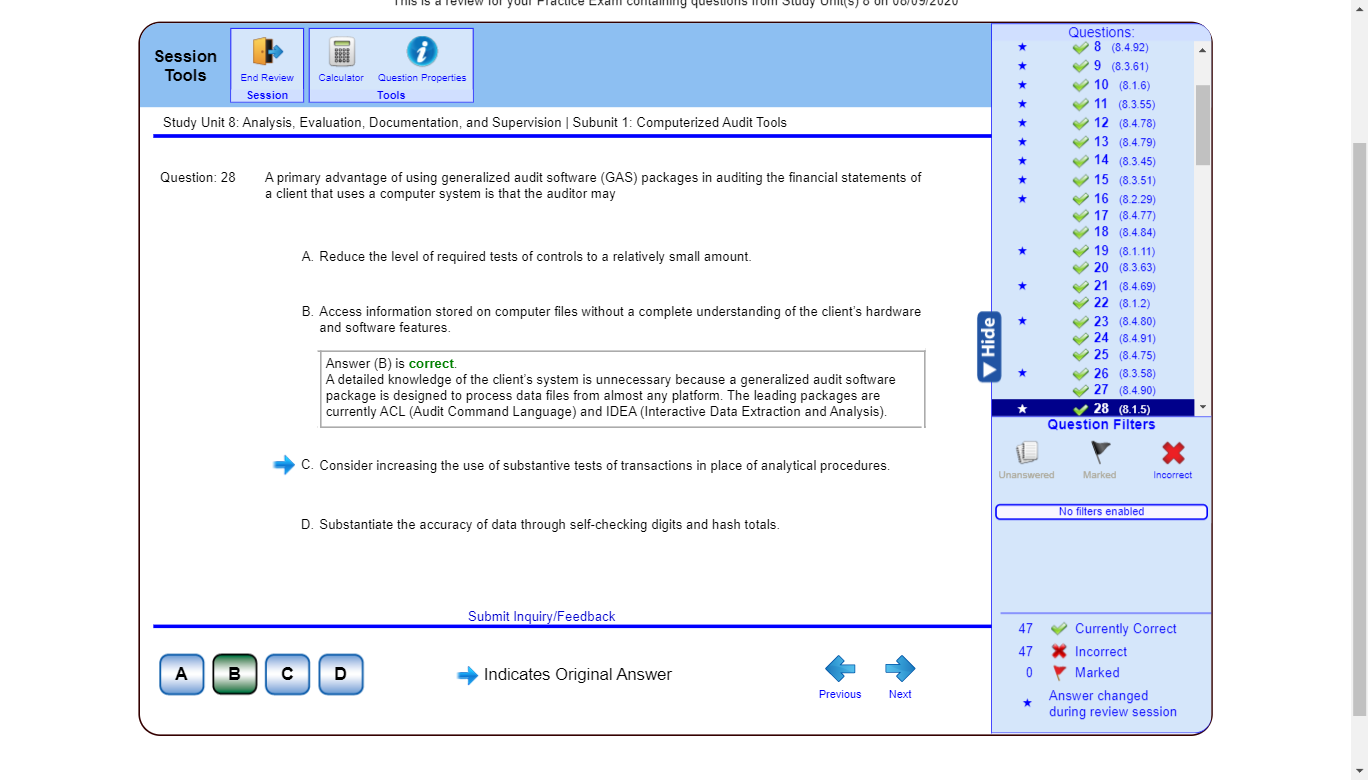 This is a review for your Practice Exam containing questions from Study Unit(s) 8 on 08/09/2020
Session
Tools
End Review
Session
Calculator
Question Properties
Tools
Study Unit 8: Analysis, Evaluation, Documentation, and Supervision | Subunit 1: Computerized Audit Tools
Question: 28
A primary advantage of using generalized audit software (GAS) packages in auditing the financial statements of
a client that uses a computer system is that the auditor may
A. Reduce the level of required tests of controls to a relatively small amount.
B. Access information stored on computer files without a complete understanding of the client's hardware
and software features.
Answer (B) is correct.
A detailed knowledge of the client's system is unnecessary because a generalized audit software
package is designed to process data files from almost any platform. The leading packages are
currently ACL (Audit Command Language) and IDEA (Interactive Data Extraction and Analysis).
C. Consider increasing the use of substantive tests of transactions in place of analytical procedures.
D. Substantiate the accuracy of data through self-checking digits and hash totals.
Submit Inquiry/Feedback
A
B
C
D
Indicates Original Answer
Previous
Next
Hide
Questions:
8 (8.4.92)
9 (8.3.61)
10 (8.1.6)
11 (8.3.55)
12 (8.4.78)
13 (8.4.79)
14 (8.3.45)
15 (8.3.51)
16 (8.2.29)
17 (8.4.77)
18 (8.4.84)
19 (8.1.11)
20 (8.3.63)
21 (8.4.69)
22 (8.1.2)
23 (8.4.80)
24 (8.4.91)
25 (8.4.75)
26 (8.3.58)
27 (8.4.90)
28 (8.1.5)
Question Filters
Unanswered
Marked
Incorrect
No filters enabled
47 Currently Correct
47 Incorrect
0 Marked
Answer changed
during review session